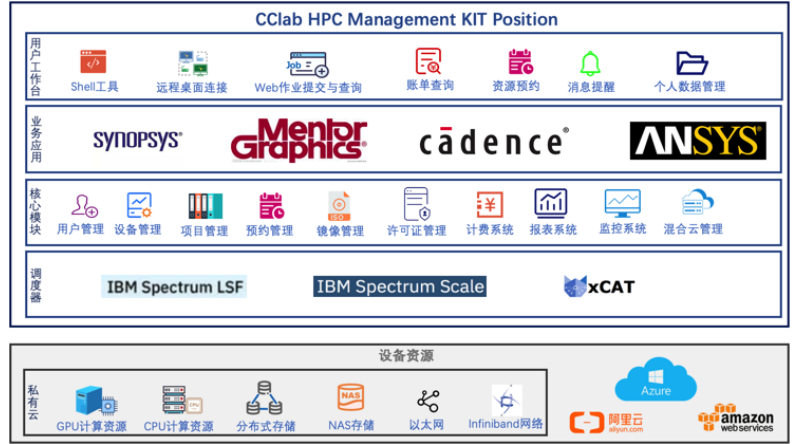 CClab HPC Management KIT Position
用户工作台
Shell工具
远程桌面连接
Job
Web作业提交与查询
账单查询
资源预约
消息提醒
个人数据管理
业务应用
SYNOPSYS®
Mentor
Graphics®
cādence®
ANSYS®
核心模块
用户管理
设备管理
项目管理
预约管理
ISO
镜像管理
许可证管理
¥
计费系统
报表系统
监控系统
混合云管理
调度器
IBM Spectrum LSF
IBM Spectrum Scale
xCAT
设备资源
私有云
GPU计算资源
CPU
CPU计算资源
分布式存储
NAS
NAS存储
以太网
Infiniband网络
Azure
阿里云
aliyun.com
amazon
webservices